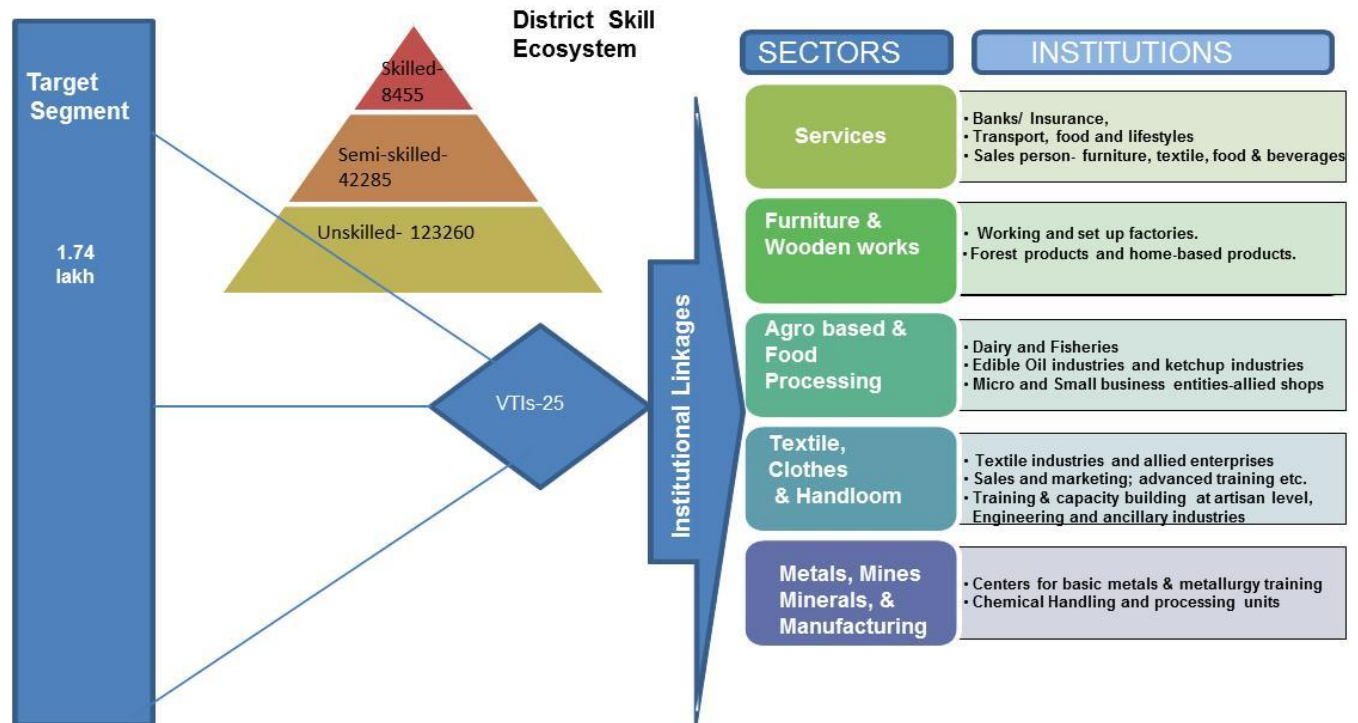 District Skill
Ecosystem
Target
Segment
1.74
lakh
Skilled-
8455
Semi-skilled-
42285
Unskilled- 123260
VTIs-25
Institutional Linkages
SECTORS
INSTITUTIONS
Services
• Banks/ Insurance,
• Transport, food and lifestyles
• Sales person- furniture, textile, food & beverages
Furniture &
Wooden works
• Working and set up factories.
• Forest products and home-based products.
Agro based &
Food
Processing
• Dairy and Fisheries
• Edible Oil industries and ketchup industries
• Micro and Small business entities-allied shops
Textile,
Clothes
& Handloom
• Textile industries and allied enterprises
• Sales and marketing; advanced training etc.
• Training & capacity building at artisan level,
Engineering and ancillary industries
Metals, Mines
Minerals, &
Manufacturing
• Centers for basic metals & metallurgy training
• Chemical Handling and processing units